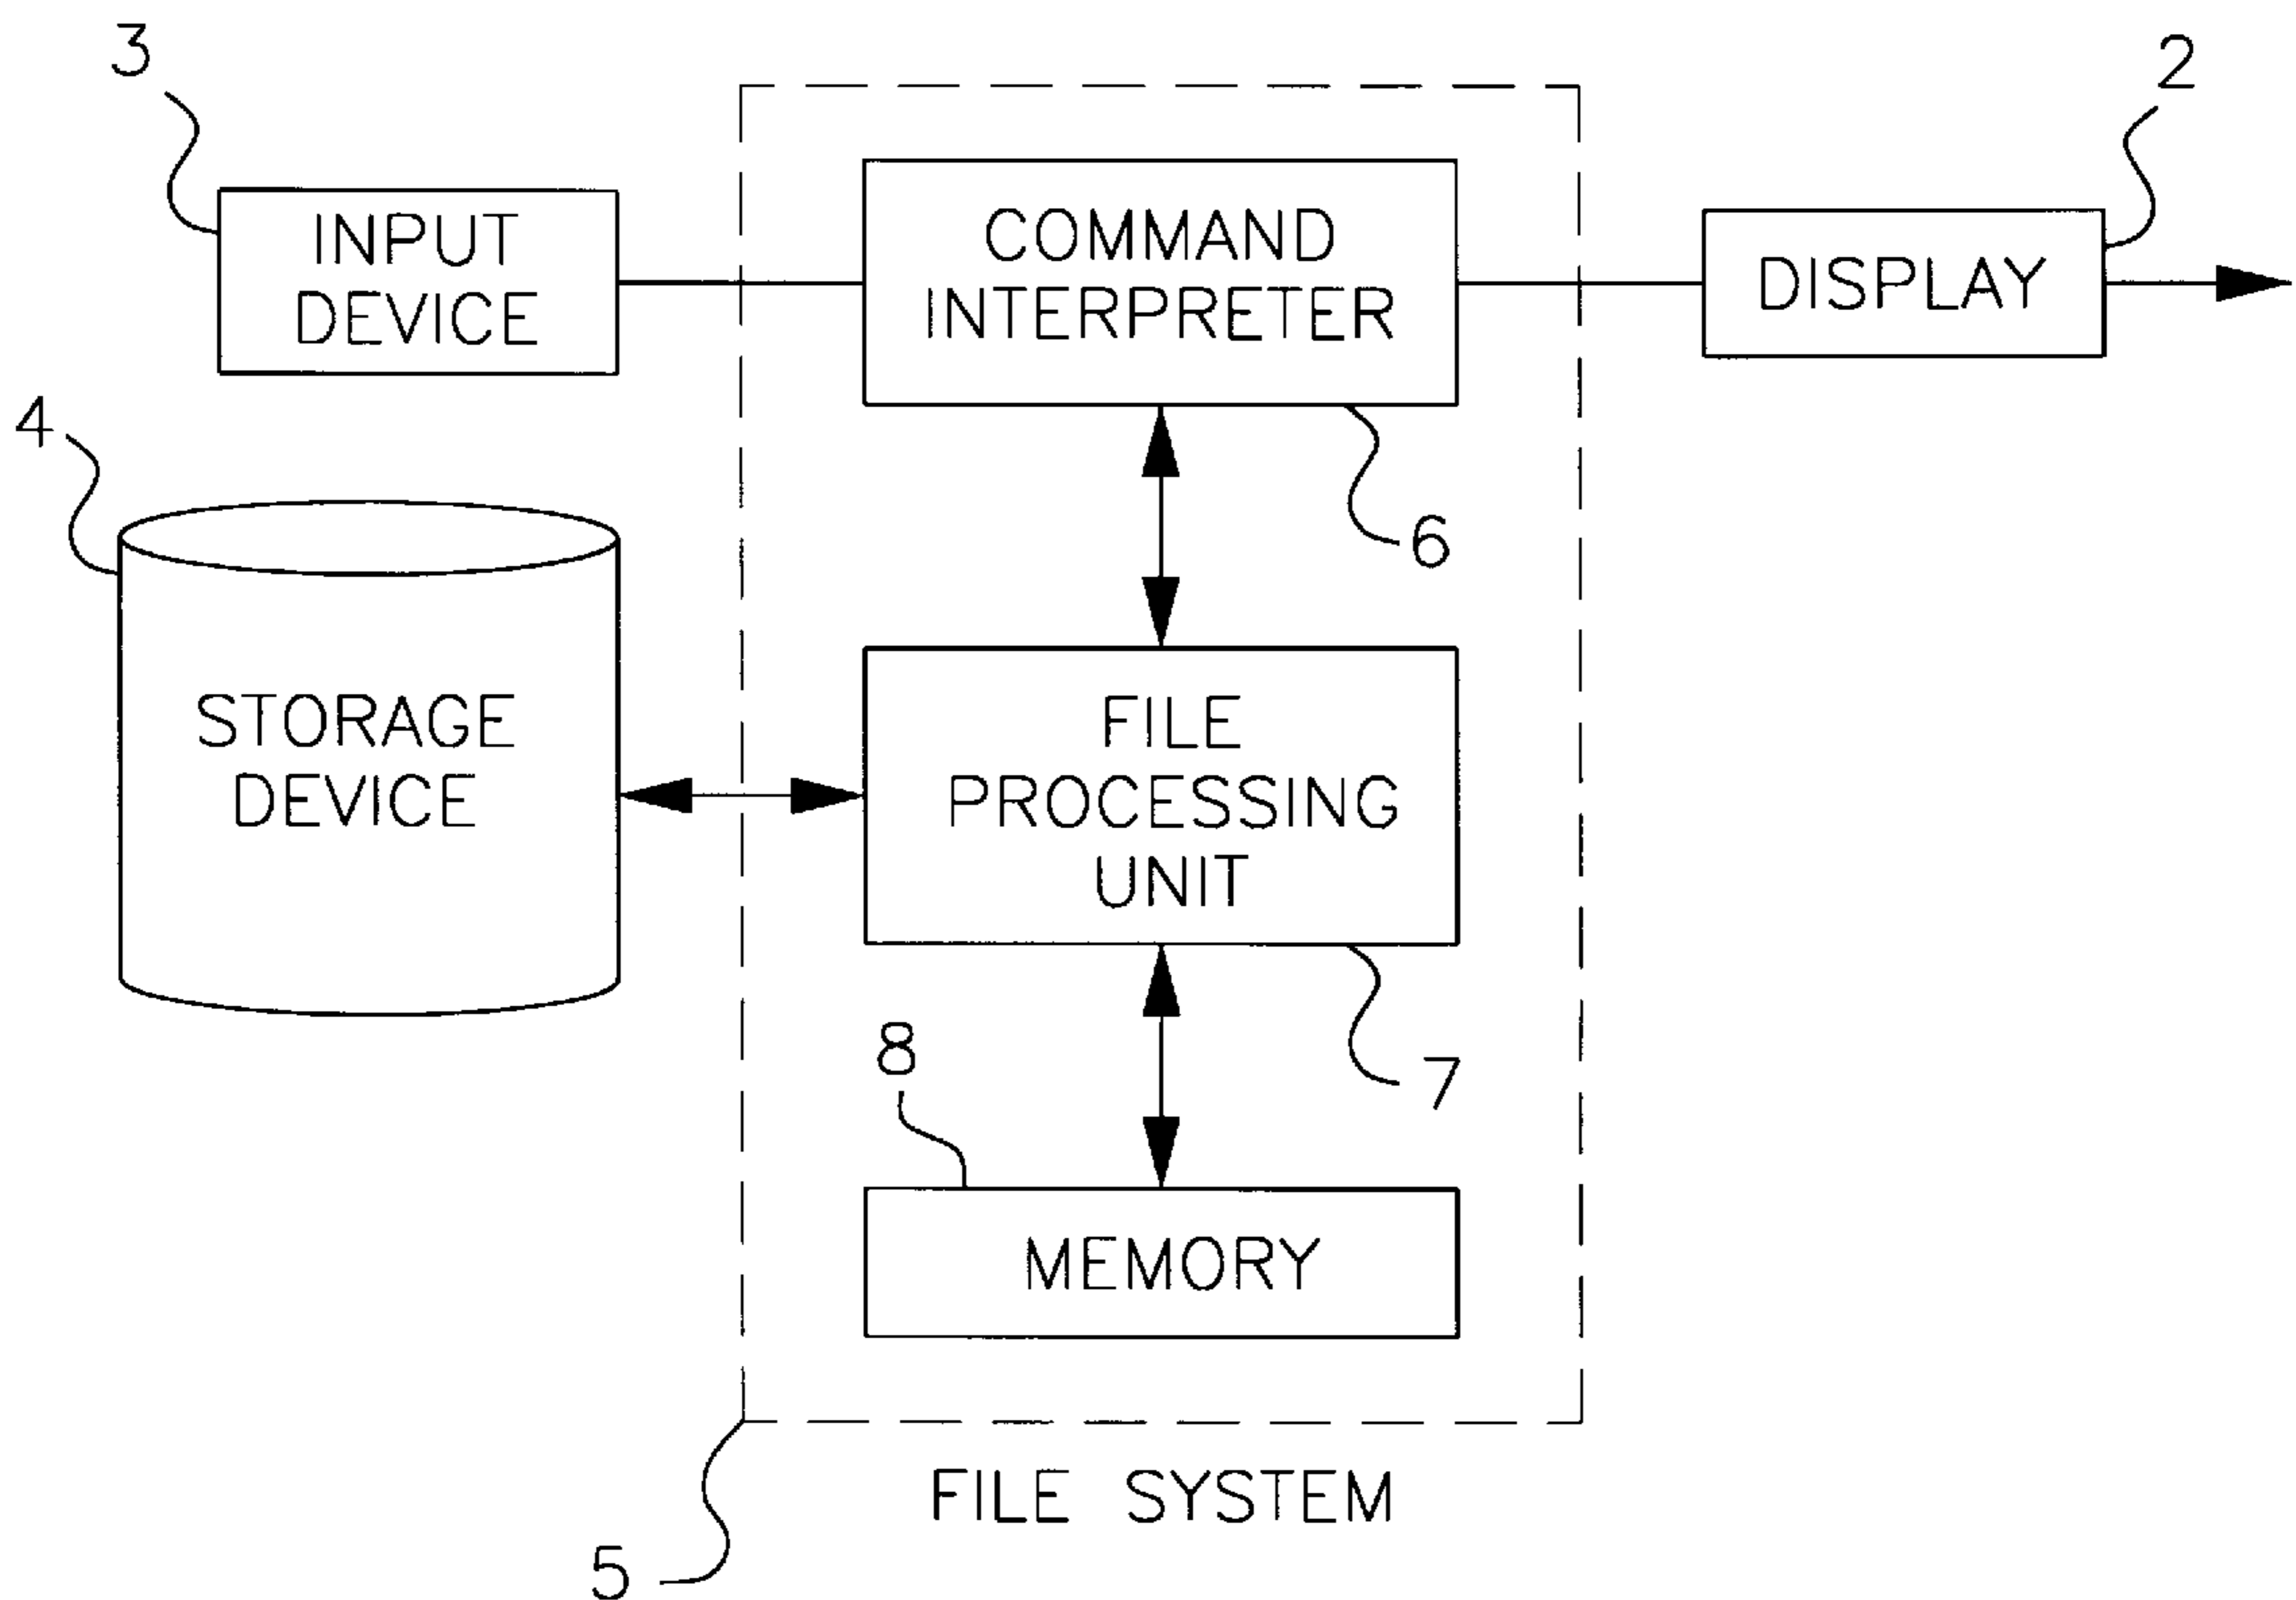 3
2
INPUT
DEVICE
COMMAND
INTERPRETER
DISPLAY
4
6
STORAGE
DEVICE
FILE
PROCESSING
UNIT
8
7
MEMORY
FILE SYSTEM
5